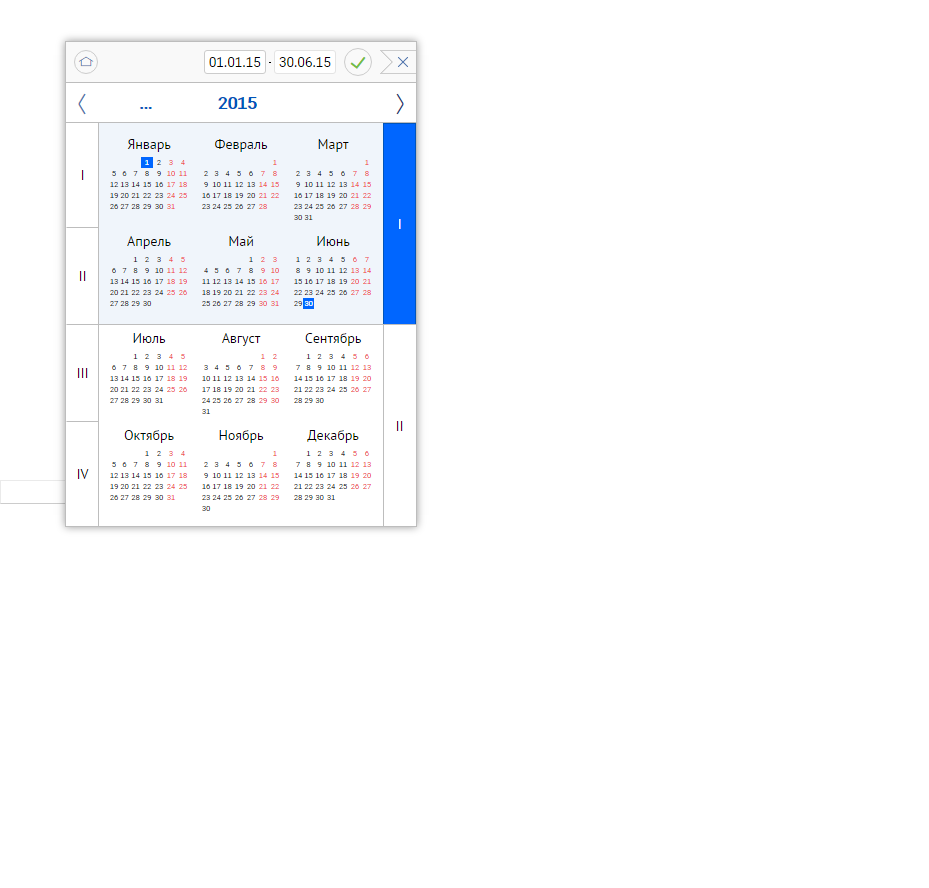 01.01.15 - 30.06.15
... 2015
Январь Февраль Март
1 2 3 4 1 1
5 6 7 8 9 10 11 2 3 4 5 6 7 8 2 3 4 5 6 7 8
I 12 13 14 15 16 17 18 9 10 11 12 13 14 15 9 10 11 12 13 14 15
19 20 21 22 23 24 25 16 17 18 19 20 21 22 16 17 18 19 20 21 22
26 27 28 29 30 31 23 24 25 26 27 28 23 24 25 26 27 28 29
30 31
I
Апрель Май Июнь
1 2 3 4 5 1 2 3 1 2 3 4 5 6 7
II 6 7 8 9 10 11 12 4 5 6 7 8 9 10 8 9 10 11 12 13 14
13 14 15 16 17 18 19 11 12 13 14 15 16 17 15 16 17 18 19 20 21
20 21 22 23 24 25 26 18 19 20 21 22 23 24 22 23 24 25 26 27 28
27 28 29 30 25 26 27 28 29 30 31 29 30
Июль Август Сентябрь
1 2 3 4 5 1 2 1 2 3 4 5 6
III 6 7 8 9 10 11 12 3 4 5 6 7 8 9 7 8 9 10 11 12 13
13 14 15 16 17 18 19 10 11 12 13 14 15 16 14 15 16 17 18 19 20
20 21 22 23 24 25 26 17 18 19 20 21 22 23 21 22 23 24 25 26 27
27 28 29 30 31 24 25 26 27 28 29 30 28 29 30
31
II
Октябрь Ноябрь Декабрь
1 2 3 4 1 1 2 3 4 5 6
5 6 7 8 9 10 11 2 3 4 5 6 7 8 7 8 9 10 11 12 13
IV 12 13 14 15 16 17 18 9 10 11 12 13 14 15 14 15 16 17 18 19 20
19 20 21 22 23 24 25 16 17 18 19 20 21 22 21 22 23 24 25 26 27
26 27 28 29 30 31 23 24 25 26 27 28 29 28 29 30 31
30